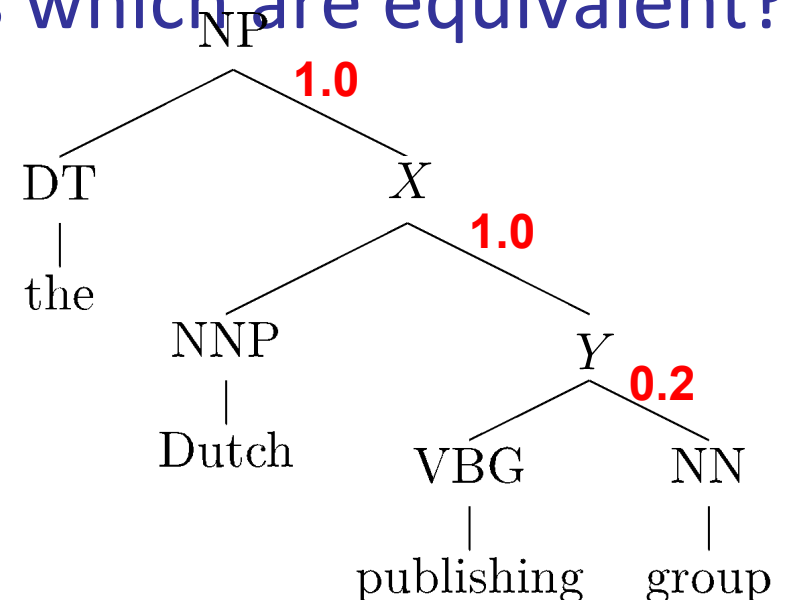 s which are equivalent?
NP
1.0
DT X
1.0
the
NNP Y
0.2
Dutch
VBG NN
publishing group